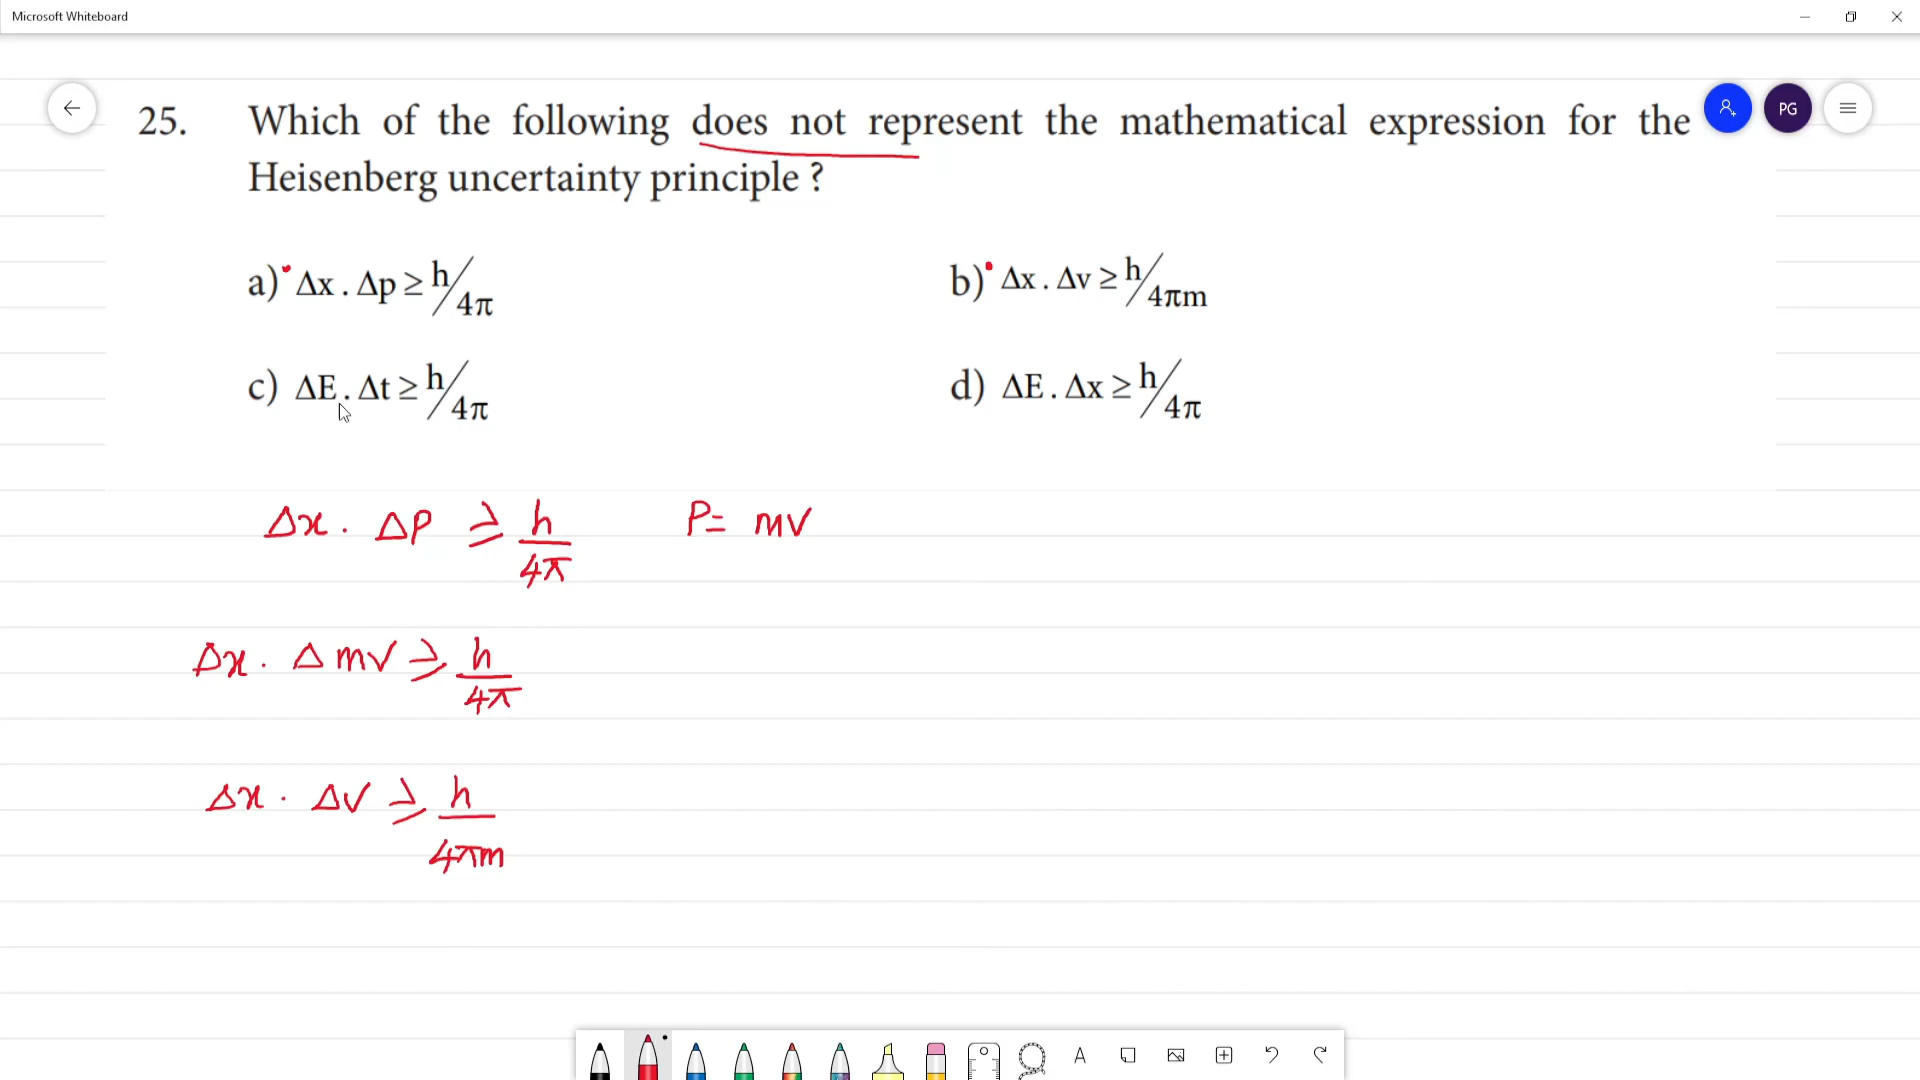 Microsoft Whiteboard
25. Which of the following does not represent the mathematical expression for the
PG
Heisenberg uncertainty principle ?
a) Δx . Δp ≥ h/4π
b) Δx . Δv ≥ h/4πm
c) ΔE . Δt ≥ h/4π
d) ΔE . Δx ≥ h/4π
Δx . ΔP ≥ h/4π P= mv
Δx . Δ mv ≥ h/4π
Δx . Δv ≥ h/4πm
A